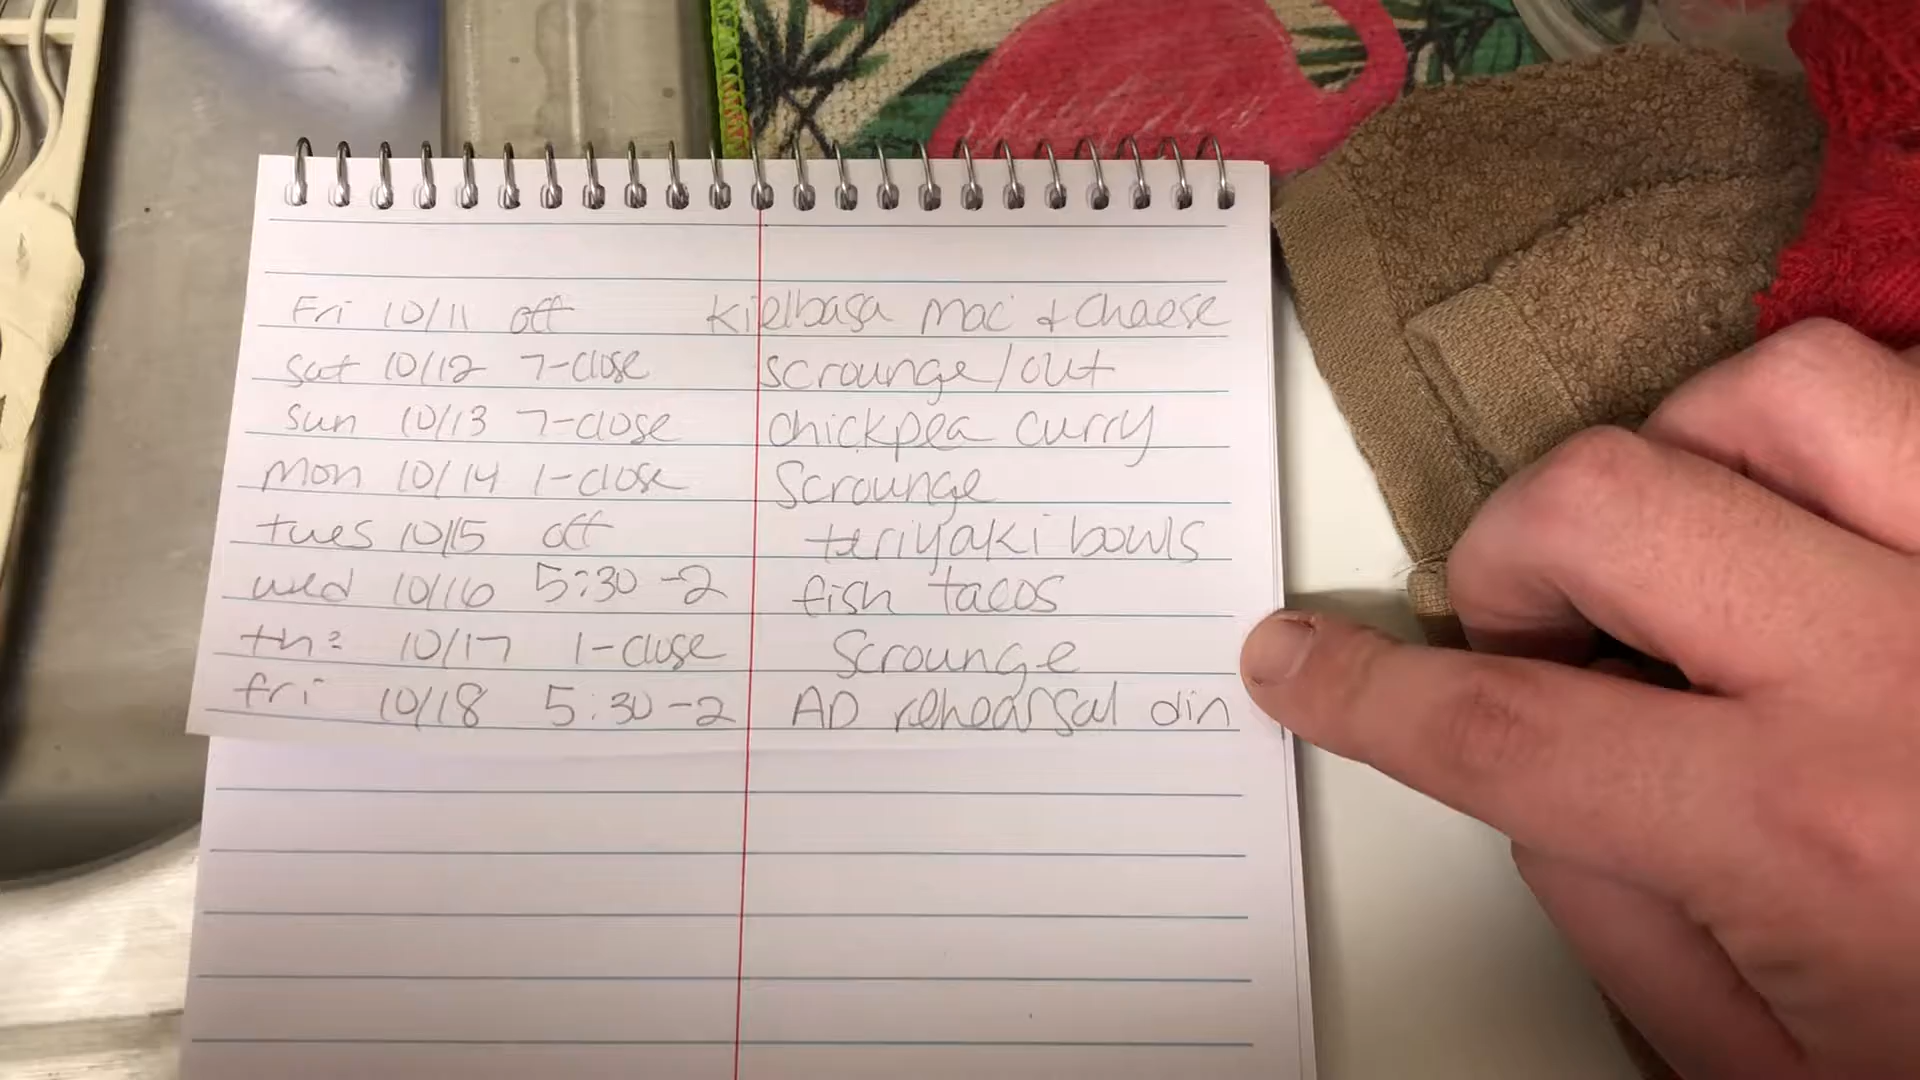 Fri 10/11 off Kielbasa mac + cheese
sat 10/12 7-close scrounge/out
sun 10/13 7-close chickpea curry
mon 10/14 1-close Scrounge
tues 10/15 off teriyaki bowls
wed 10/16 5:30-2 fish tacos
10/17 1-close Scrounge
fri 10/18 5:30-2 AD rehearsal din